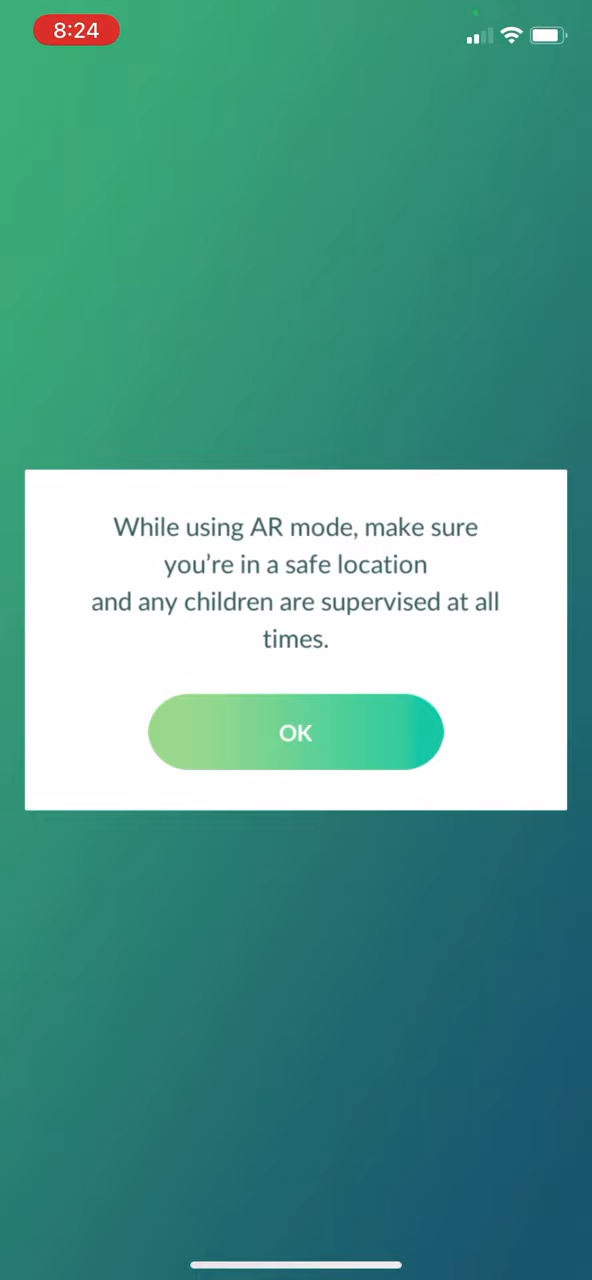 8:24
While using AR mode, make sure
you’re in a safe location
and any children are supervised at all
times.
OK